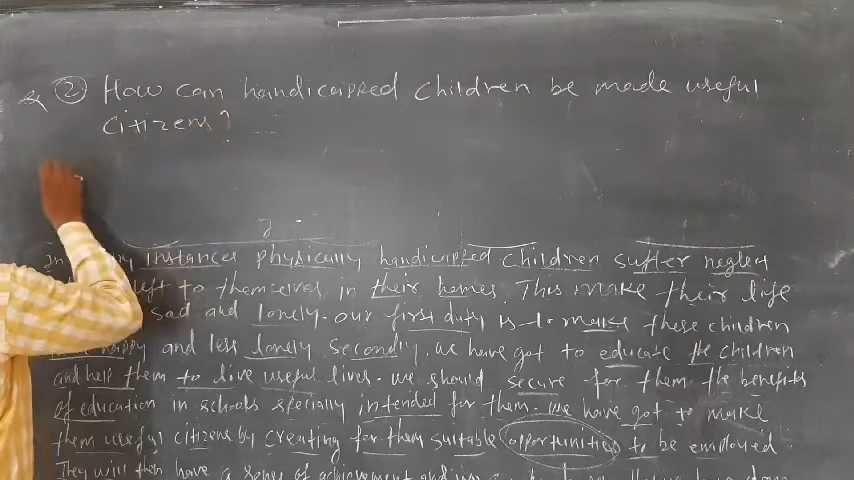 Q ② How can handicapped children be made useful
citizens?
instances physically handicapped children suffer neglect
left to themselves in their homes. This make their life
sad and lonely. our first duty is to make these children
happy and less lonely. Secondly, we have got to educate the children
and help them to live useful lives. we should secure for them the benefits
of education in schools specially intended for them. We have got to make
them useful citizens by creating for them suitable opportunities to be employed.
They will then have a sense of achievement and